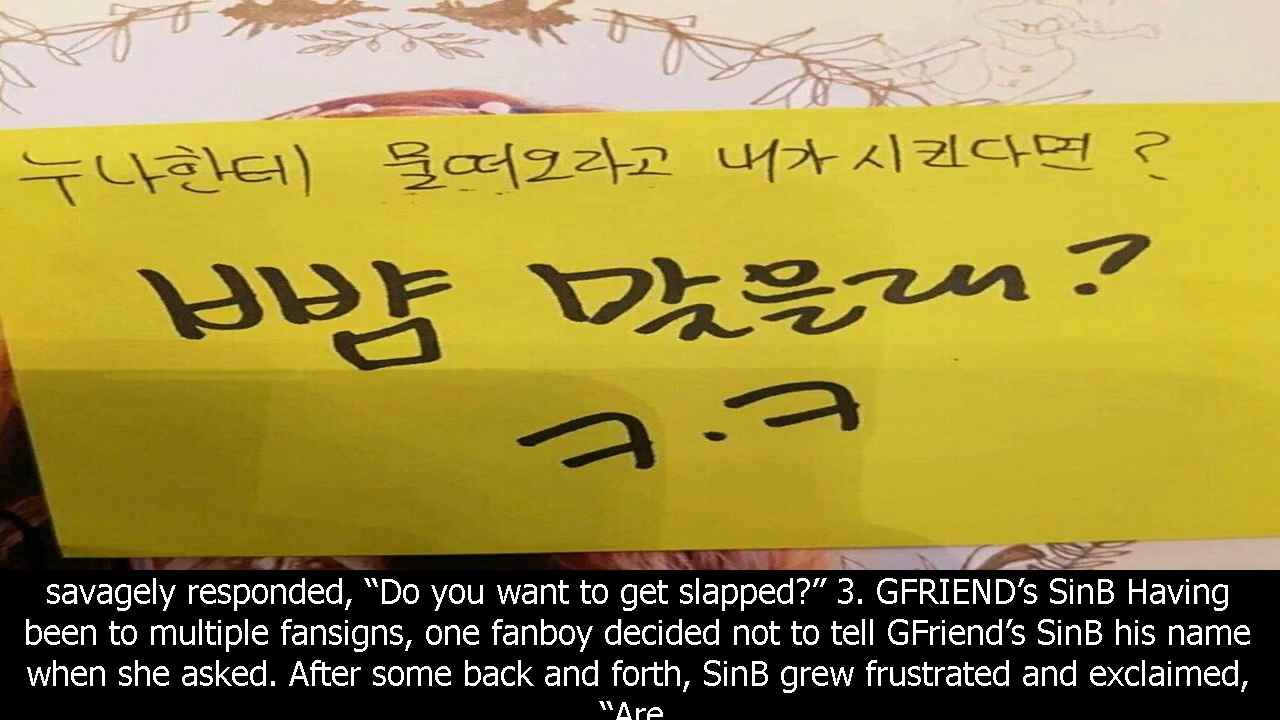 누나한테 물떠오라고 내가 시킨다면?
뺨 맞을래?
ㅋ.ㅋ
savagely responded, “Do you want to get slapped?” 3. GFRIEND’s SinB Having
been to multiple fansigns, one fanboy decided not to tell GFriend’s SinB his name
when she asked. After some back and forth, SinB grew frustrated and exclaimed,
“Are